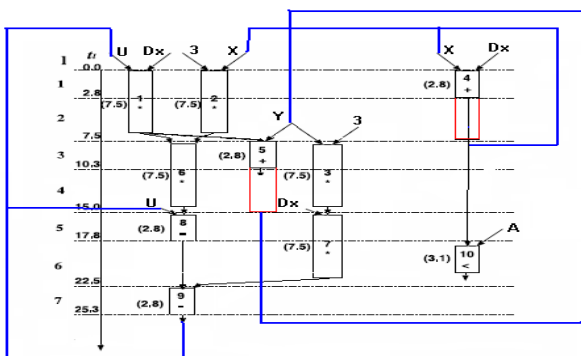 U Dx 3 X X Dx
1 t₁
0.0
1 (7.5) 1 * (7.5) 2 * (2.8) 4 +
2.8
2
Y 3
7.5
3 (7.5) 6 * (2.8) 5 + (7.5) 3 *
10.3
4
15.0
U Dx
5 (2.8) 8 = (7.5) 7 *
17.8
A
6 (3,1) 10 <
22.5
7 (2,8) 9 -
25.3